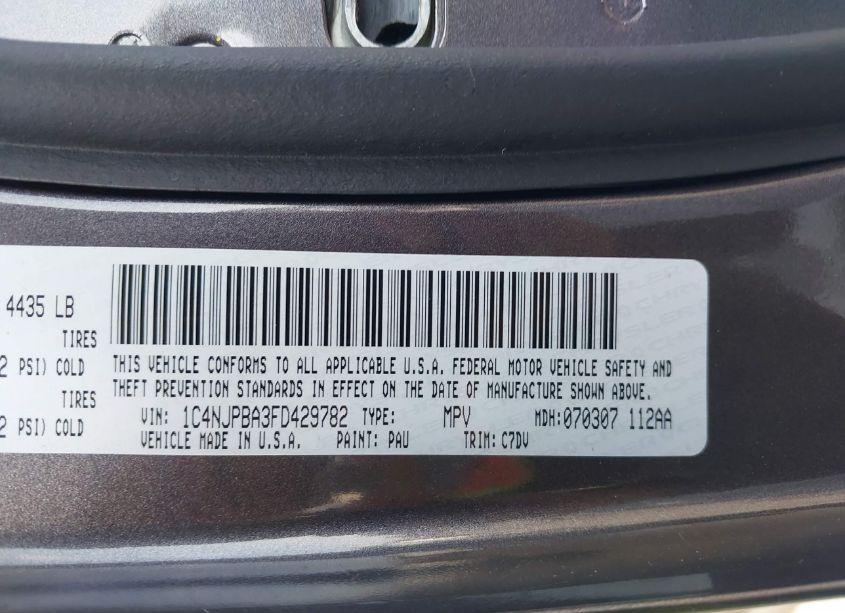 4435 LB
TIRES
2 PSI) COLD
TIRES
2 PSI) COLD
THIS VEHICLE CONFORMS TO ALL APPLICABLE U.S.A. FEDERAL MOTOR VEHICLE SAFETY AND
THEFT PREVENTION STANDARDS IN EFFECT ON THE DATE OF MANUFACTURE SHOWN ABOVE.
VIN: 1C4NJPBA3FD429782 TYPE: MPV MDH:070307 112AA
VEHICLE MADE IN U.S.A. PAINT: PAU TRIM: C7DV